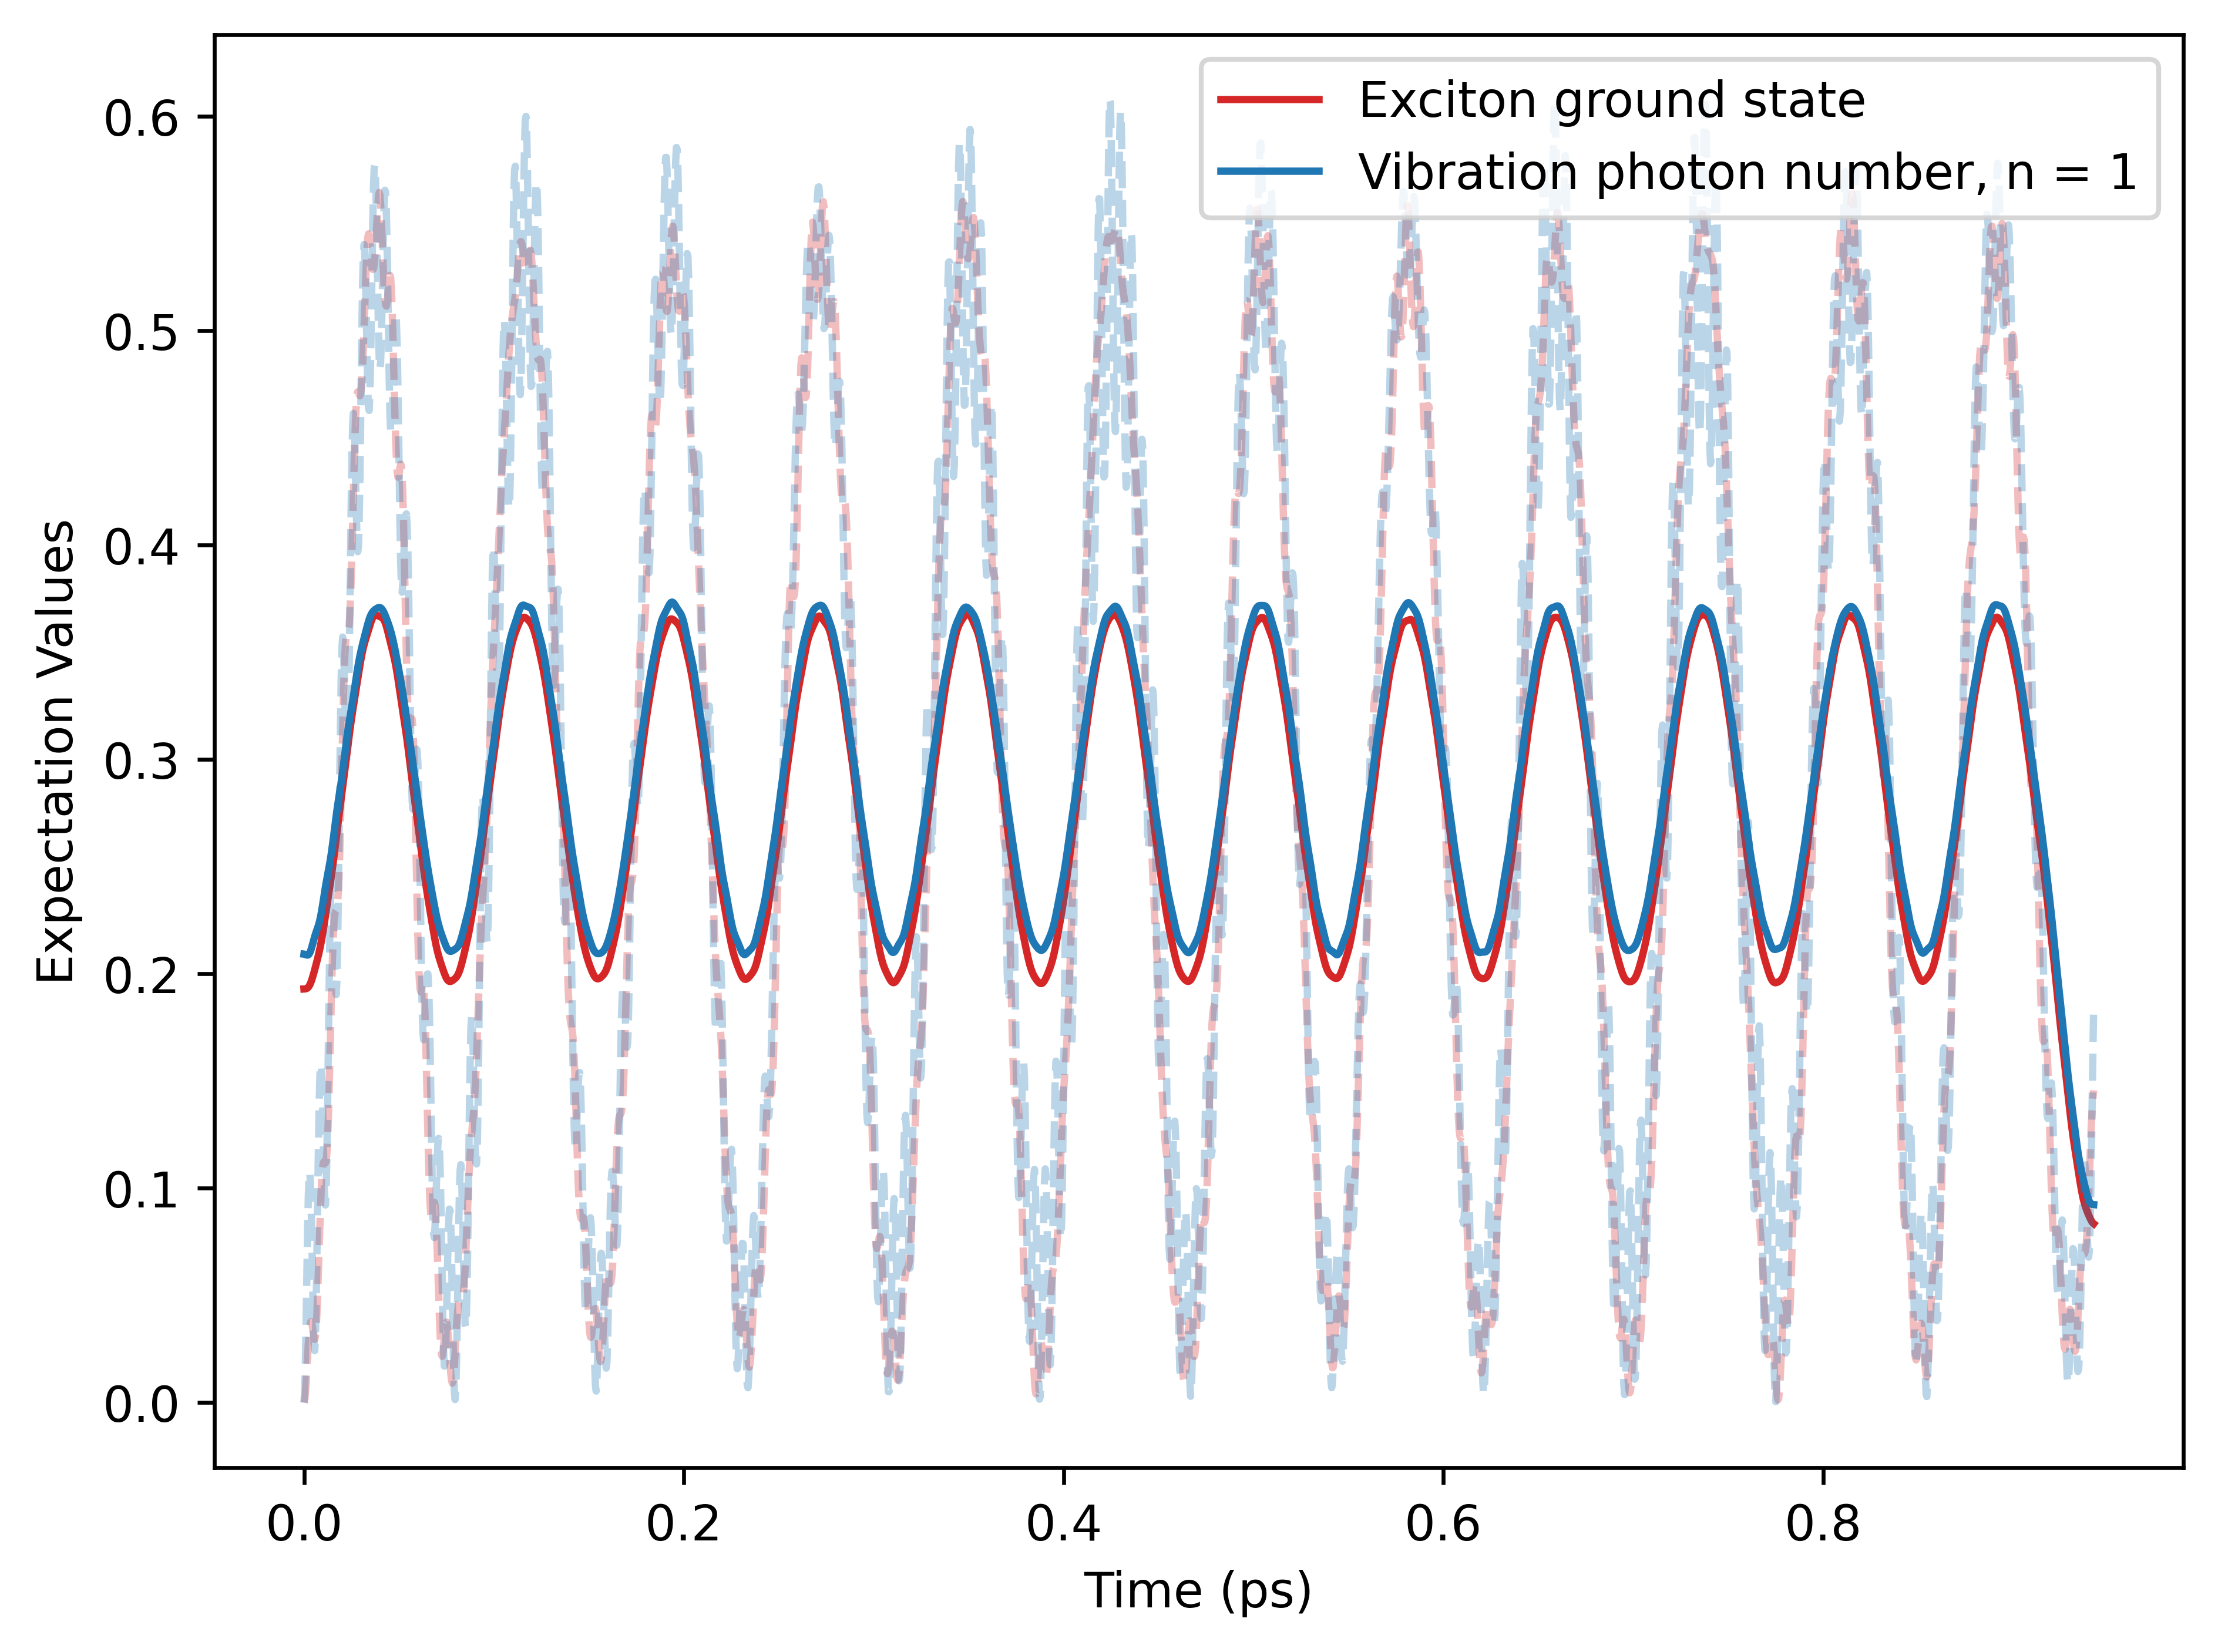 Exciton ground state
Vibration photon number, n = 1
0.6
0.5
0.4
0.3
0.2
0.1
0.0
Expectation Values
0.0 0.2 0.4 0.6 0.8
Time (ps)